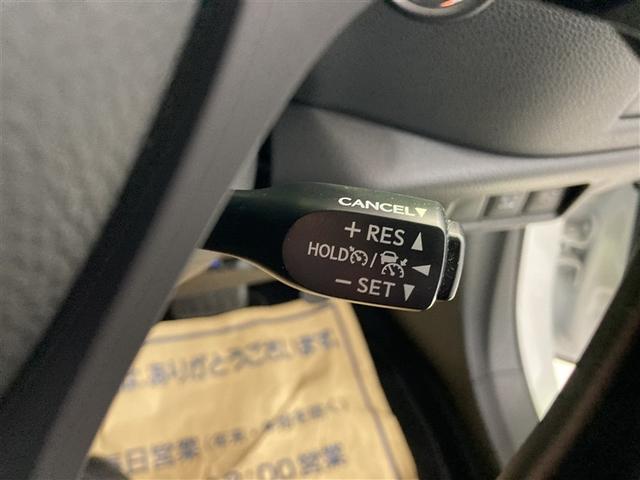 CANCEL▼
+ RES ▲
HOLD / ◀
− SET ▼
ありがとうございます。
日営業
00営業